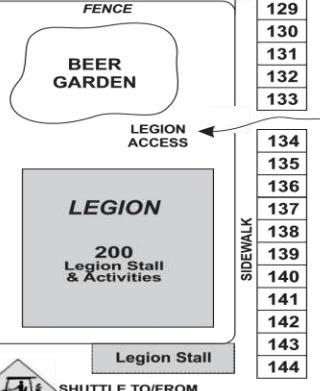 FENCE
BEER
GARDEN
LEGION
ACCESS
LEGION
200
Legion Stall
& Activities
Legion Stall
SHUTTLE TO/FROM
SIDEWALK
129
130
131
132
133
134
135
136
137
138
139
140
141
142
143
144